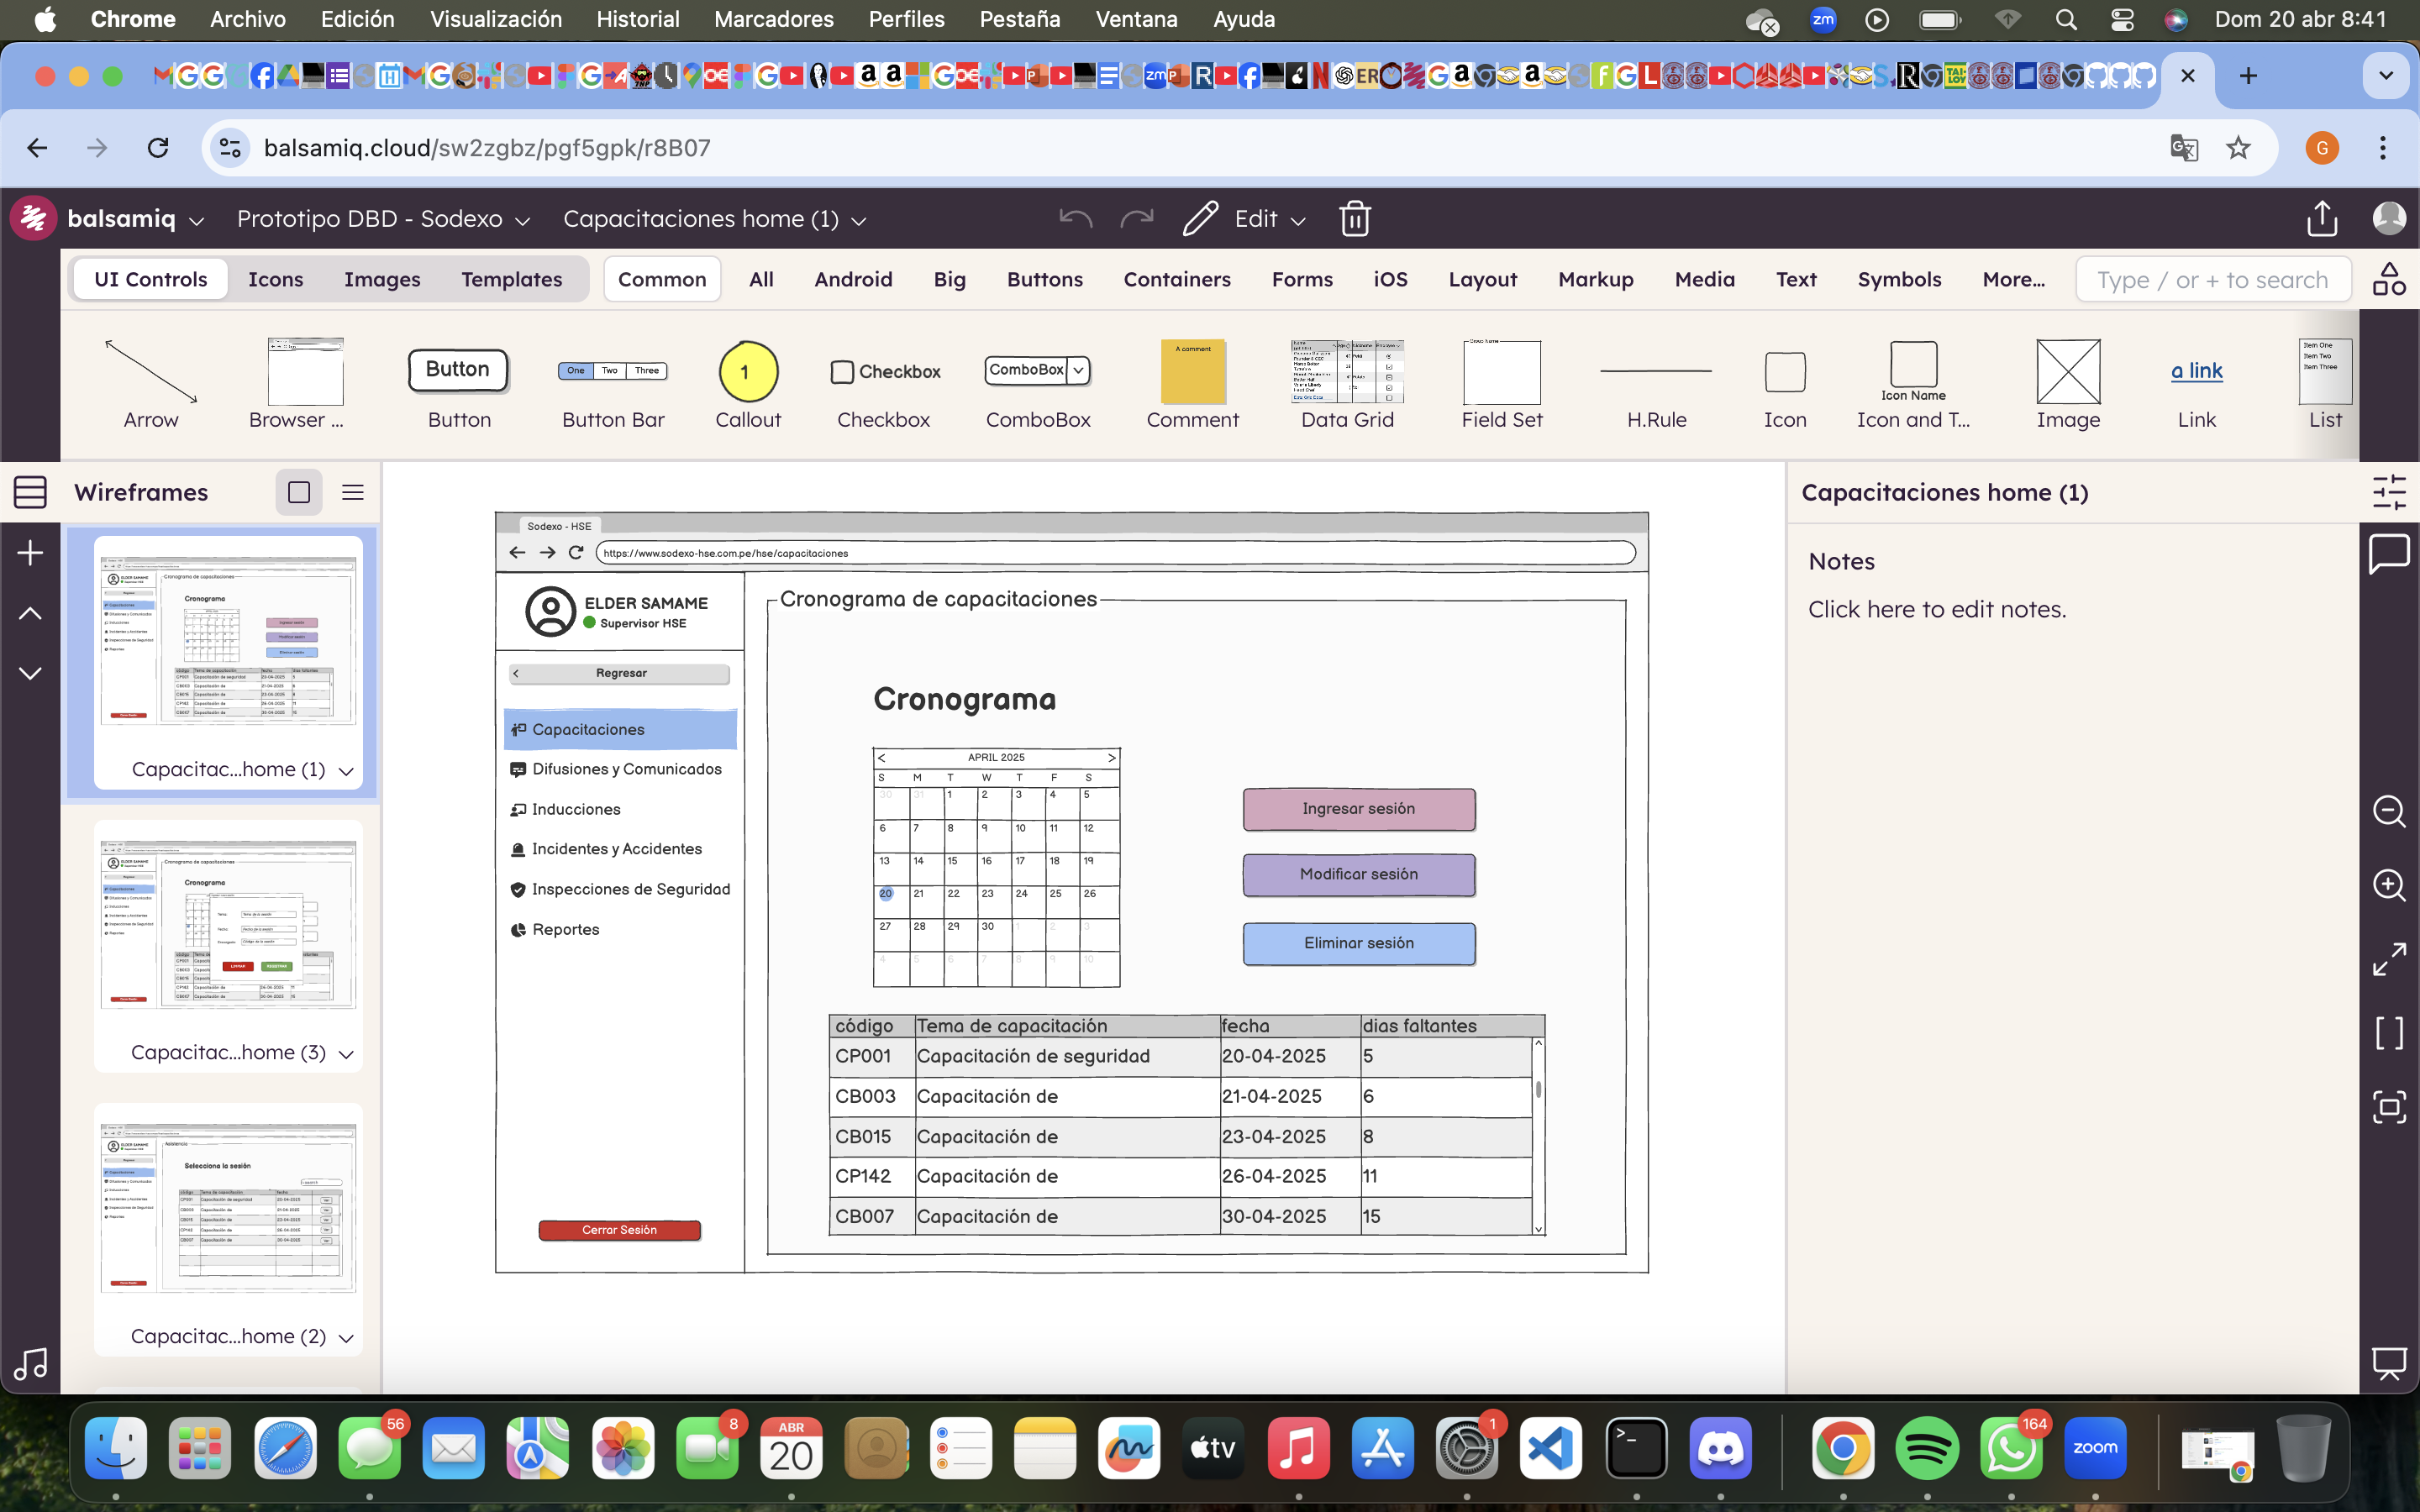 Chrome Archivo Edición Visualización Historial Marcadores Perfiles Pestaña Ventana Ayuda zm Dom 20 abr 8:41
balsamiq.cloud/sw2zgbz/pgf5gpk/r8B07 G
balsamiq Prototipo DBD - Sodexo Capacitaciones home (1) Edit
UI Controls Icons Images Templates Common All Android Big Buttons Containers Forms iOS Layout Markup Media Text Symbols More... Type / or + to search
Button One Two Three 1 Checkbox ComboBox A comment Group Name Icon Name a link Item One
Item Two
Item Three
Arrow Browser ... Button Button Bar Callout Checkbox ComboBox Comment Data Grid Field Set H.Rule Icon Icon and T... Image Link List
Wireframes
Capacitac...home (1)
Capacitac...home (3)
Capacitac...home (2)
Sodexo - HSE
https://www.sodexo-hse.com.pe/hse/capacitaciones
ELDER SAMAME
Supervisor HSE
Regresar
Capacitaciones
Difusiones y Comunicados
Inducciones
Incidentes y Accidentes
Inspecciones de Seguridad
Reportes
Cerrar Sesión
Cronograma de capacitaciones
Cronograma
< APRIL 2025 >
S M T W T F S
30 31 1 2 3 4 5
6 7 8 9 10 11 12
13 14 15 16 17 18 19
20 21 22 23 24 25 26
27 28 29 30 1 2 3
4 5 6 7 8 9 10
Ingresar sesión
Modificar sesión
Eliminar sesión
código Tema de capacitación fecha dias faltantes
CP001 Capacitación de seguridad 20-04-2025 5
CB003 Capacitación de 21-04-2025 6
CB015 Capacitación de 23-04-2025 8
CP142 Capacitación de 26-04-2025 11
CB007 Capacitación de 30-04-2025 15
Capacitaciones home (1)
Notes
Click here to edit notes.
56 8 ABR
20 tv 1 164 zoom